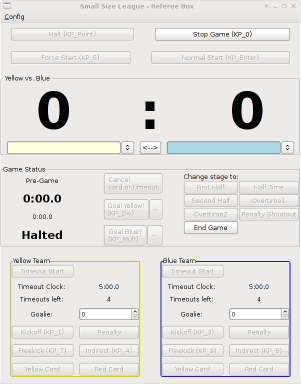 Small Size League - Referee Box
Config
Halt (KP_Point)
Stop Game (KP_0)
Force Start (KP_5)
Normal Start (KP_Enter)
Yellow vs. Blue
0 : 0
<-->
Game Status
Pre-Game
0:00.0
0:00.0
Halted
Cancel
card or timeout
Goal Yellow!
(KP_Div)
...
Goal Blue!
(KP_Mult)
...
Change stage to:
First Half
Half Time
Second Half
Overtime1
Overtime2
Penalty Shootout
End Game
Yellow Team
Timeout Start
Timeout Clock: 5:00.0
Timeouts left: 4
Goalie: 0
Kickoff (KP_1)
Penalty
Freekick (KP_7)
Indirect (KP_4)
Yellow Card
Red Card
Blue Team
Timeout Start
Timeout Clock: 5:00.0
Timeouts left: 4
Goalie: 0
Kickoff (KP_3)
Penalty
Freekick (KP_9)
Indirect (KP_6)
Yellow Card
Red Card